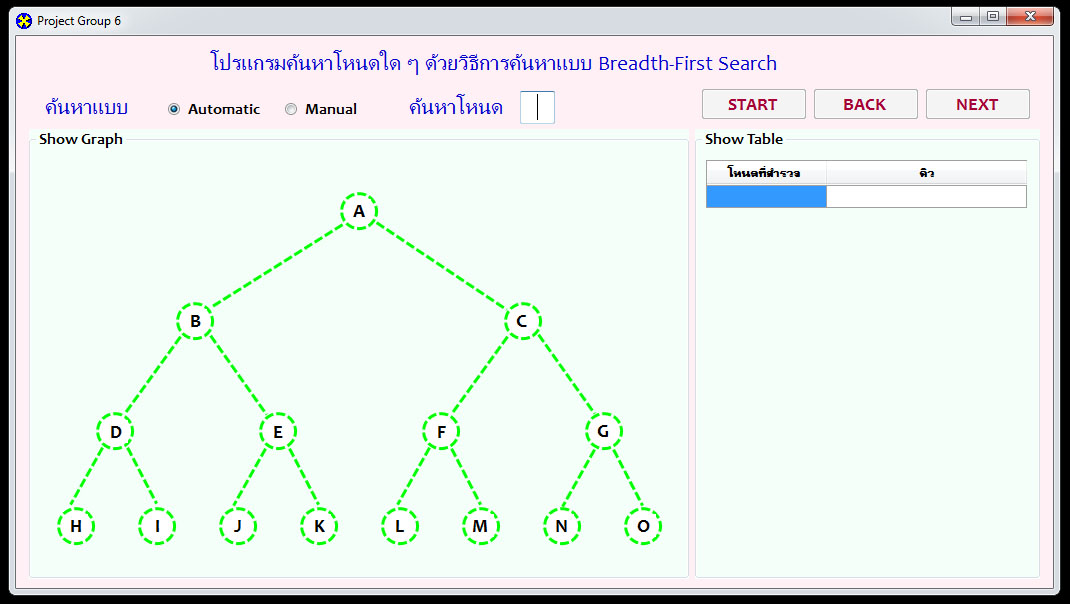 Project Group 6
โปรแกรมค้นหาโหนดใด ๆ ด้วยวิธีการค้นหาแบบ Breadth-First Search
ค้นหาแบบ Automatic Manual ค้นหาโหนด START BACK NEXT
Show Graph Show Table
โหนดที่สำรวจ คิว
A
B C
D E F G
H I J K L M N O